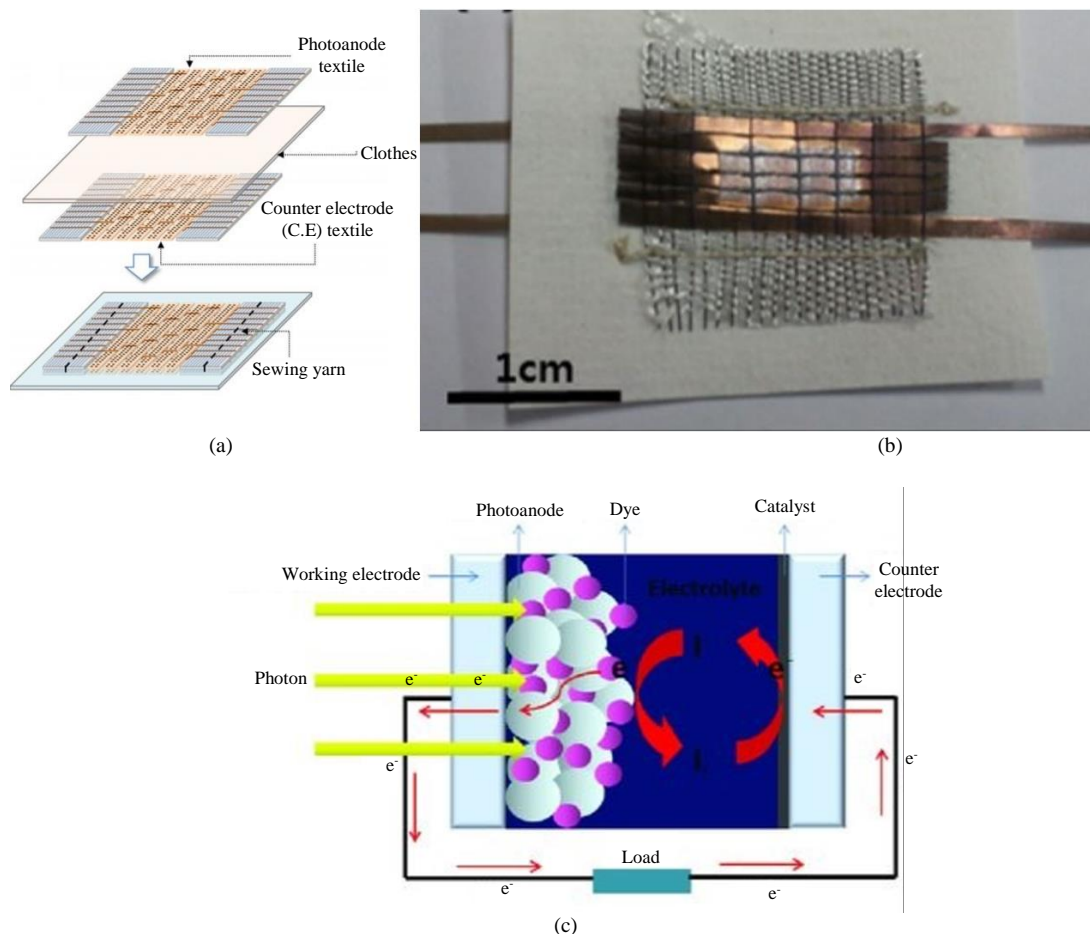 Photoanode
textile
Clothes
Counter electrode
(C.E) textile
Sewing yarn
(a)
1cm
(b)
Photoanode
Dye
Catalyst
Working electrode
Electrolyte
Counter
electrode
Photon
e
e⁻
e⁻ e⁻
e⁻
e⁻
e⁻
Load
e⁻
e⁻
(c)